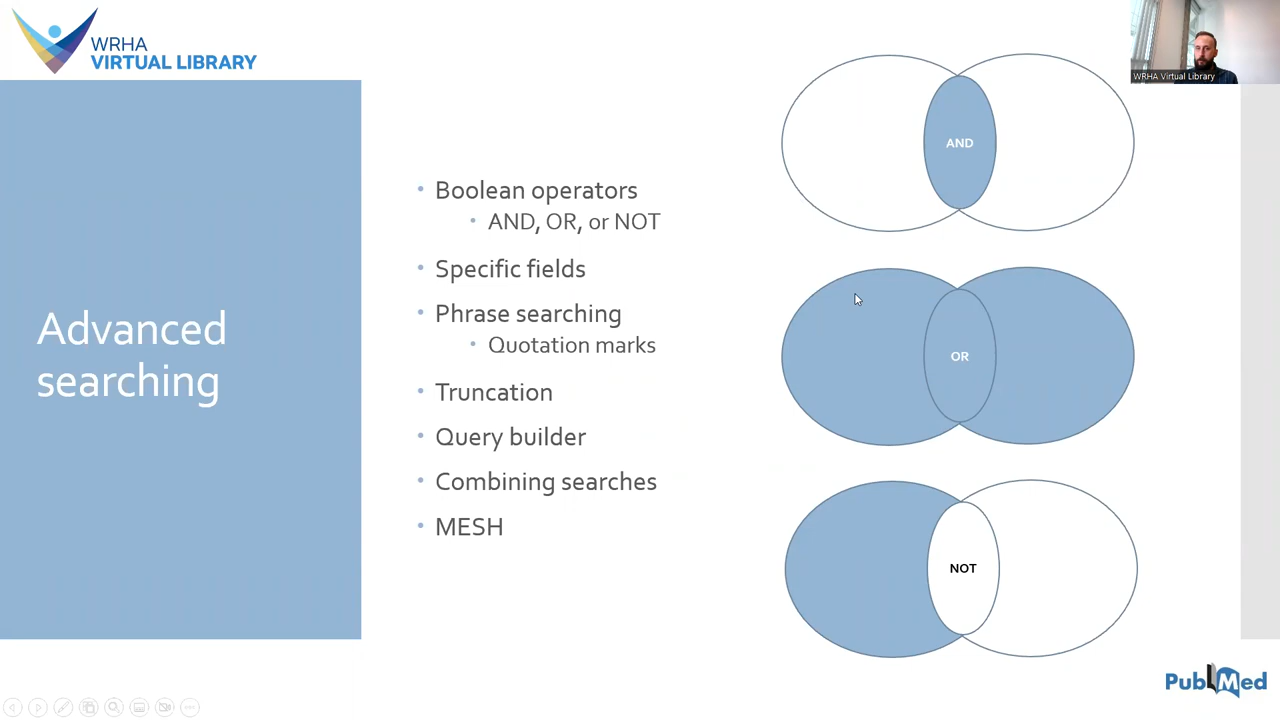 WRHA
VIRTUAL LIBRARY
WRHA Virtual Library
Advanced
searching
Boolean operators
AND, OR, or NOT
Specific fields
Phrase searching
Quotation marks
Truncation
Query builder
Combining searches
MESH
AND
OR
NOT
PubMed